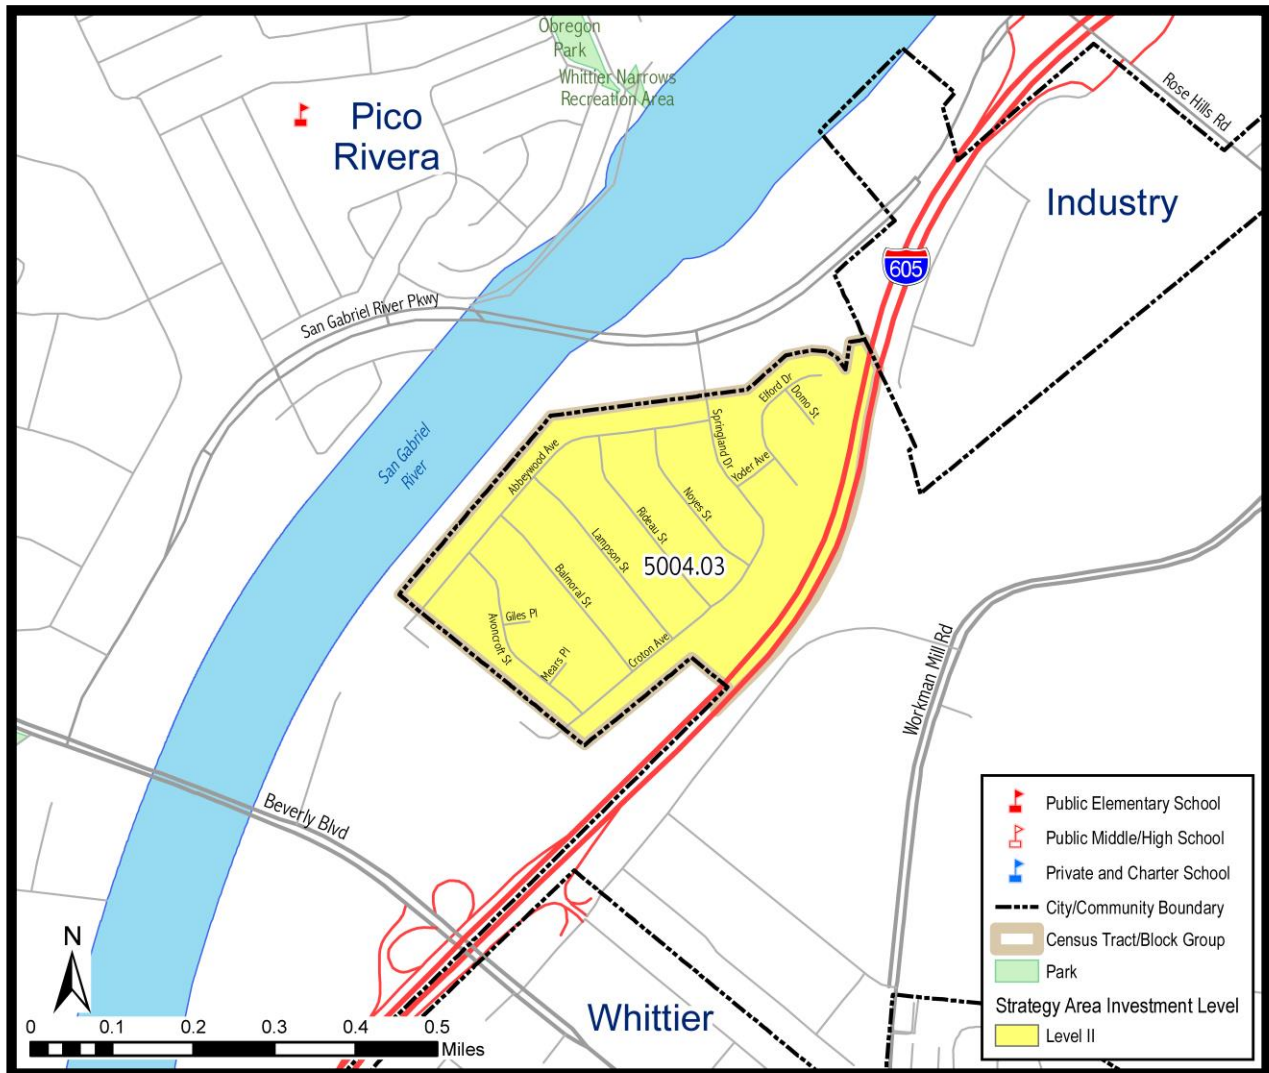 Obregon
Park
Whittier Narrows
Recreation Area
Pico
Rivera
Rose Hills Rd
Industry
605
San Gabriel River Pkwy
San Gabriel
River
Elford Dr
Domo St
Springland Dr
Yoder Ave
Abbeywood Ave
Noyes St
Rideau St
Lampson St
5004.03
Balmoral St
Giles Pl
Avoncroft St
Mears Pl
Croton Ave
Workman Mill Rd
Beverly Blvd
Whittier
N
0 0.1 0.2 0.3 0.4 0.5
Miles
Public Elementary School
Public Middle/High School
Private and Charter School
City/Community Boundary
Census Tract/Block Group
Park
Strategy Area Investment Level
Level II